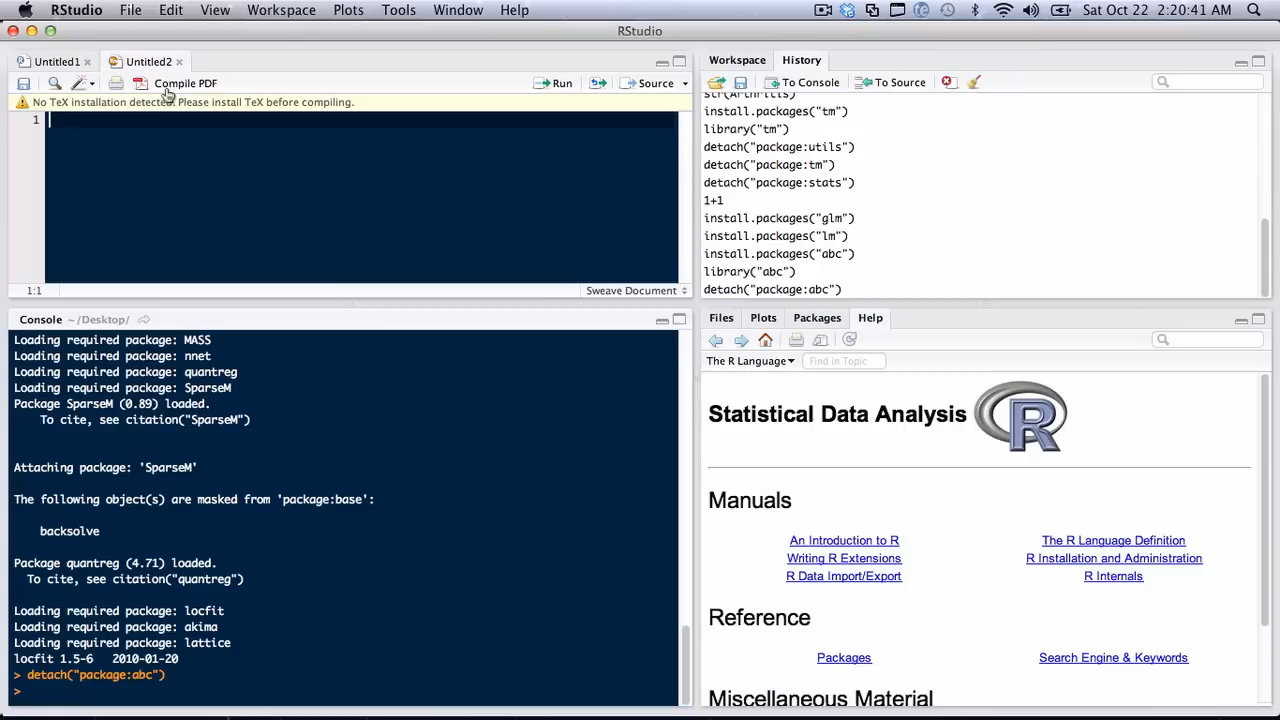 RStudio File Edit View Workspace Plots Tools Window Help Sat Oct 22 2:20:41 AM
RStudio
Untitled1 Untitled2
Compile PDF Run Source
No TeX installation detected. Please install TeX before compiling.
1
1:1 Sweave Document
Workspace History
To Console To Source
str(Arthritis)
install.packages("tm")
library("tm")
detach("package:utils")
detach("package:tm")
detach("package:stats")
1+1
install.packages("glm")
install.packages("lm")
install.packages("abc")
library("abc")
detach("package:abc")
Console ~/Desktop/
Loading required package: MASS
Loading required package: nnet
Loading required package: quantreg
Loading required package: SparseM
Package SparseM (0.89) loaded.
To cite, see citation("SparseM")
Attaching package: 'SparseM'
The following object(s) are masked from 'package:base':
backsolve
Package quantreg (4.71) loaded.
To cite, see citation("quantreg")
Loading required package: locfit
Loading required package: akima
Loading required package: lattice
locfit 1.5-6 2010-01-20
> detach("package:abc")
>
Files Plots Packages Help
The R Language Find in Topic
Statistical Data Analysis R
Manuals
An Introduction to R The R Language Definition
Writing R Extensions R Installation and Administration
R Data Import/Export R Internals
Reference
Packages Search Engine & Keywords
Miscellaneous Material